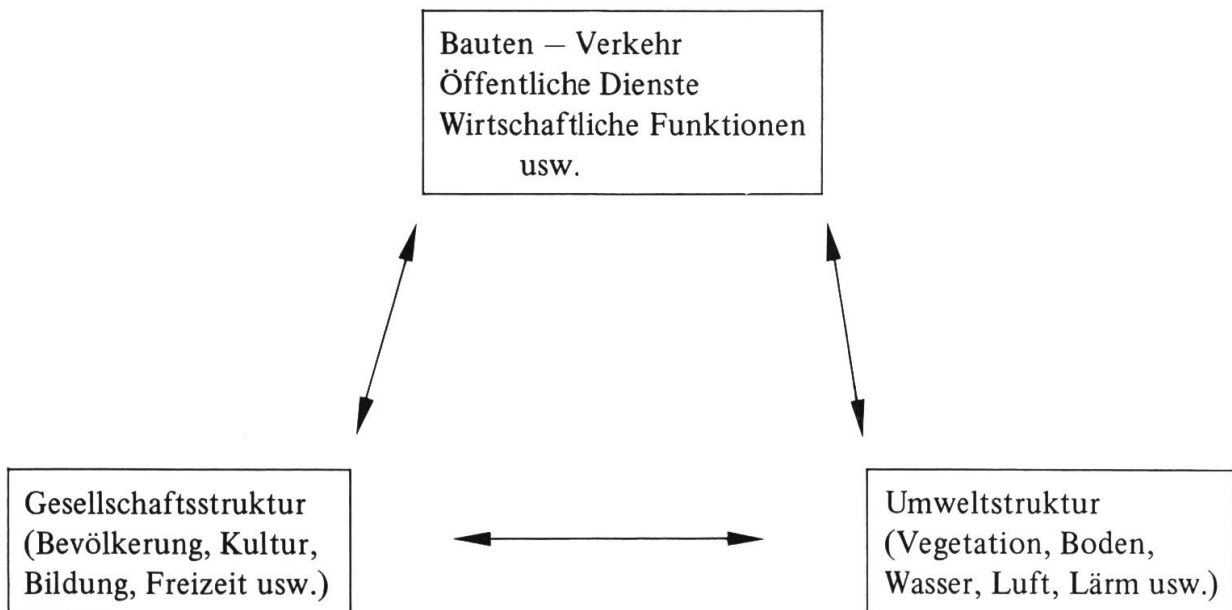 Bauten – Verkehr
Öffentliche Dienste
Wirtschaftliche Funktionen
usw.
Gesellschaftsstruktur
(Bevölkerung, Kultur,
Bildung, Freizeit usw.)
Umweltstruktur
(Vegetation, Boden,
Wasser, Luft, Lärm usw.)